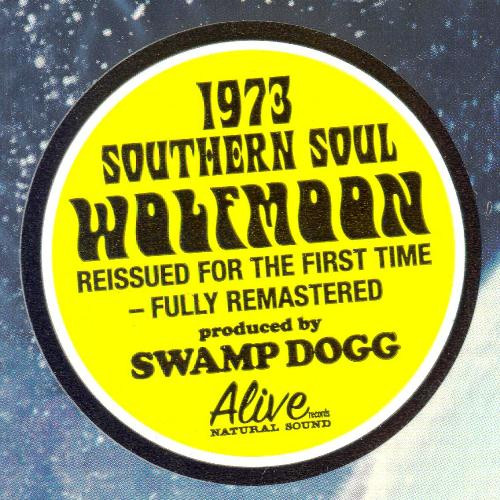 1973
SOUTHERN SOUL
WOLFMOON
REISSUED FOR THE FIRST TIME
– FULLY REMASTERED
produced by
SWAMP DOGG
Alive records
NATURAL SOUND